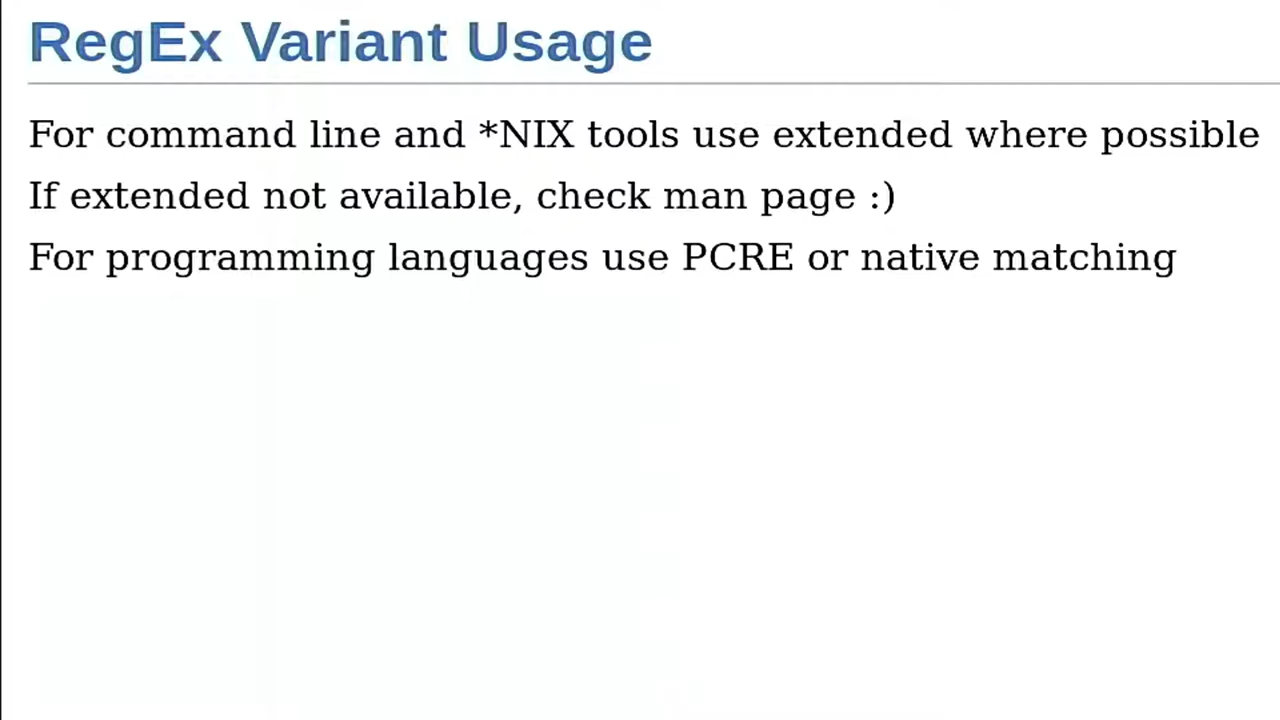 RegEx Variant Usage
For command line and *NIX tools use extended where possible
If extended not available, check man page :)
For programming languages use PCRE or native matching